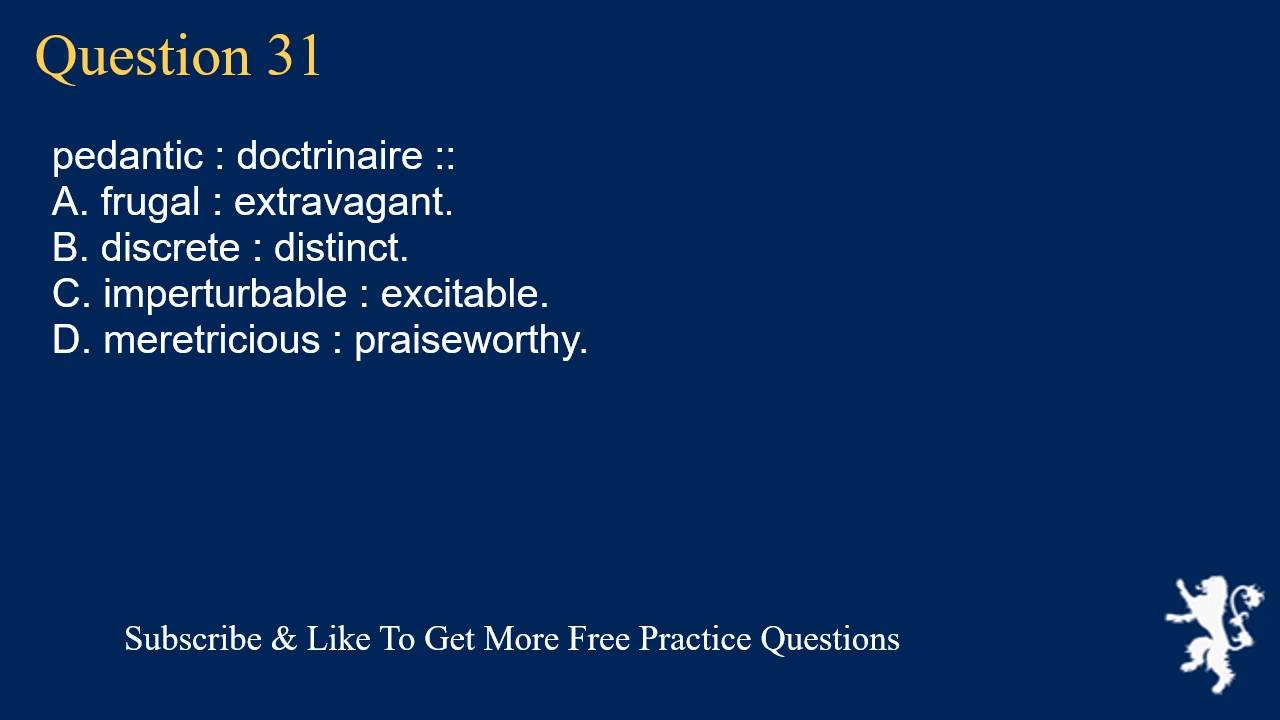 Question 31
pedantic : doctrinaire ::
A. frugal : extravagant.
B. discrete : distinct.
C. imperturbable : excitable.
D. meretricious : praiseworthy.
Subscribe & Like To Get More Free Practice Questions